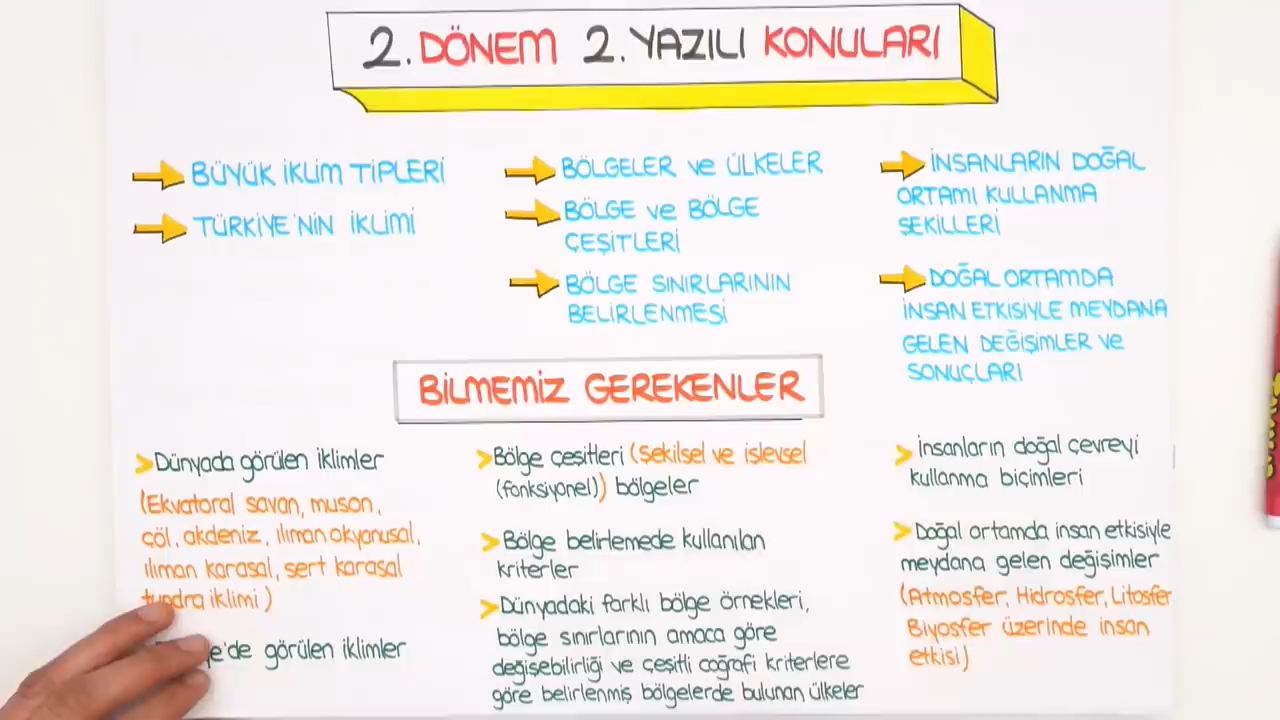 2. DÖNEM 2. YAZILI KONULARI
BÜYÜK İKLİM TİPLERİ
TÜRKİYE'NİN İKLİMİ
BÖLGELER ve ÜLKELER
BÖLGE ve BÖLGE
ÇEŞİTLERİ
BÖLGE SINIRLARININ
BELİRLENMESİ
İNSANLARIN DOĞAL
ORTAMI KULLANMA
ŞEKİLLERİ
DOĞAL ORTAMDA
İNSAN ETKİSİYLE MEYDANA
GELEN DEĞİŞİMLER ve
SONUÇLARI
BİLMEMİZ GEREKENLER
Dünyada görülen iklimler
(Ekvatoral savan, muson,
çöl, akdeniz, ılıman okyanusal,
ılıman karasal, sert karasal
tundra iklimi)
e'de görülen iklimler
Bölge çeşitleri (Şekilsel ve işlevsel
(fonksiyonel)) bölgeler
Bölge belirlemede kullanılan
kriterler
Dünyadaki farklı bölge örnekleri,
bölge sınırlarının amaca göre
değişebilirliği ve çeşitli coğrafi kriterlere
göre belirlenmiş bölgelerde bulunan ülkeler
İnsanların doğal çevreyi
kullanma biçimleri
Doğal ortamda insan etkisiyle
meydana gelen değişimler
(Atmosfer, Hidrosfer, Litosfer
Biyosfer üzerinde insan
etkisi)